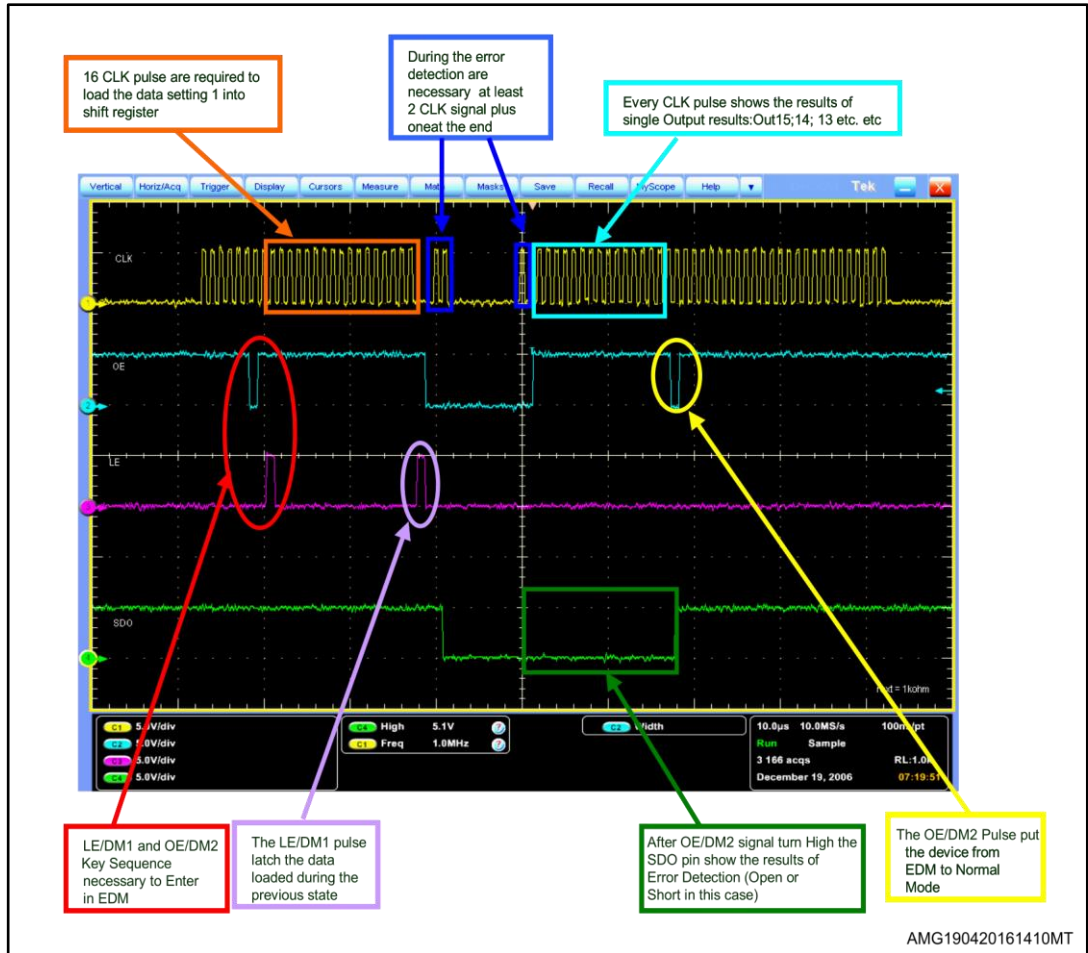 16 CLK pulse are required to
load the data setting 1 into
shift register
During the error
detection are
necessary at least
2 CLK signal plus
oneat the end
Every CLK pulse shows the results of
single Output results:Out15;14; 13 etc. etc
Vertical Horiz/Acq Trigger Display Cursors Measure Masks Save Recall MyScope Help Tek
CLK
1
OE
2
LE
3
SDO
4
= 1kohm
C1 5.0V/div
C2 5.0V/div
C3 5.0V/div
C4 5.0V/div
C4 High 5.1V
C1 Freq 1.0MHz
C2
10.0µs 10.0MS/s
Run Sample
3 166 acqs
December 19, 2006 07:19:51
LE/DM1 and OE/DM2
Key Sequence
necessary to Enter
in EDM
The LE/DM1 pulse
latch the data
loaded during the
previous state
After OE/DM2 signal turn High the
SDO pin show the results of
Error Detection (Open or
Short in this case)
The OE/DM2 Pulse put
the device from
EDM to Normal
Mode
AMG190420161410MT